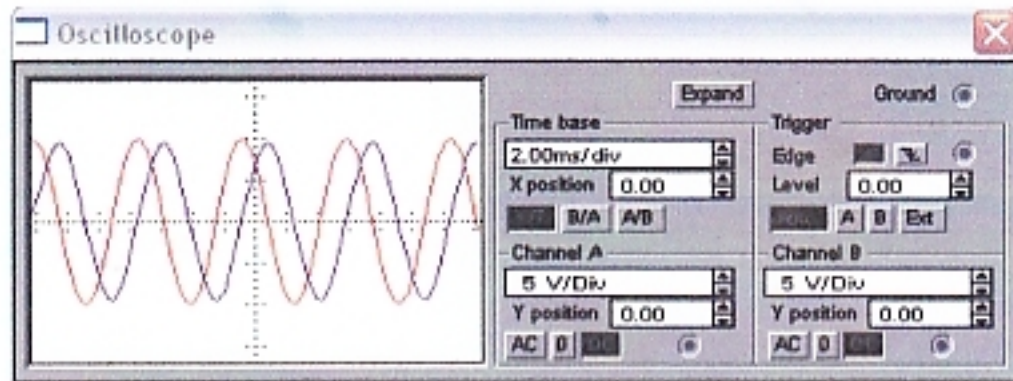 Oscilloscope
Expand
Ground
Time base
2.00ms/div
X position 0.00
B/A A/B
Trigger
Edge
Level 0.00
A B Ext
Channel A
5 V/Div
Y position 0.00
AC 0
Channel B
5 V/Div
Y position 0.00
AC 0